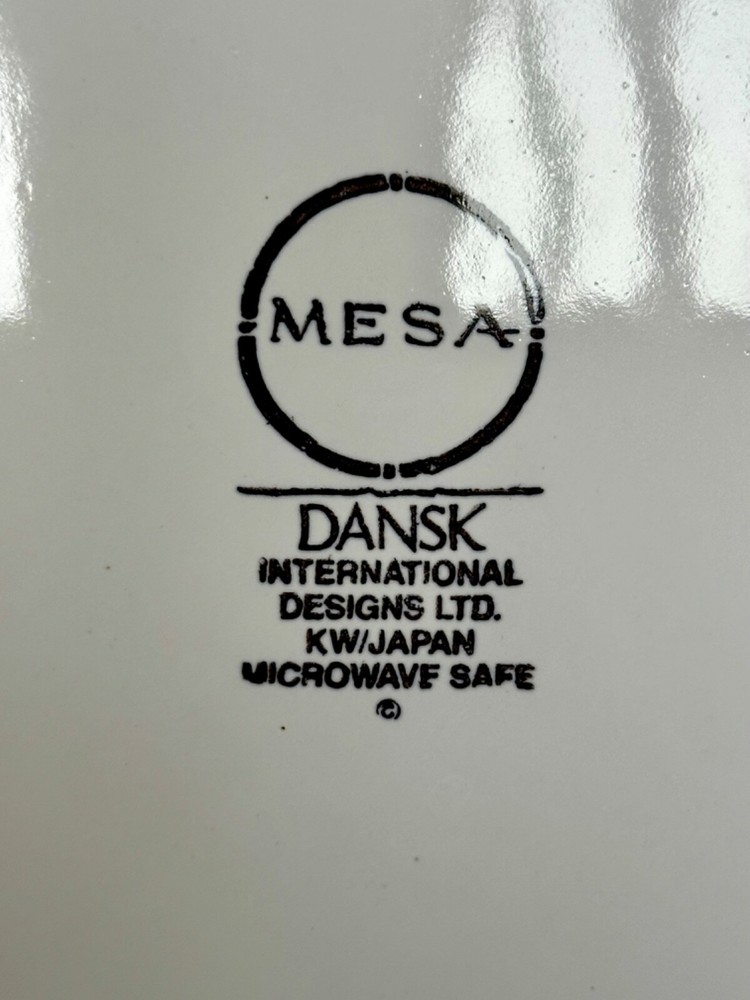 MESA
DANSK
INTERNATIONAL
DESIGNS LTD.
KW/JAPAN
MICROWAVE SAFE
©